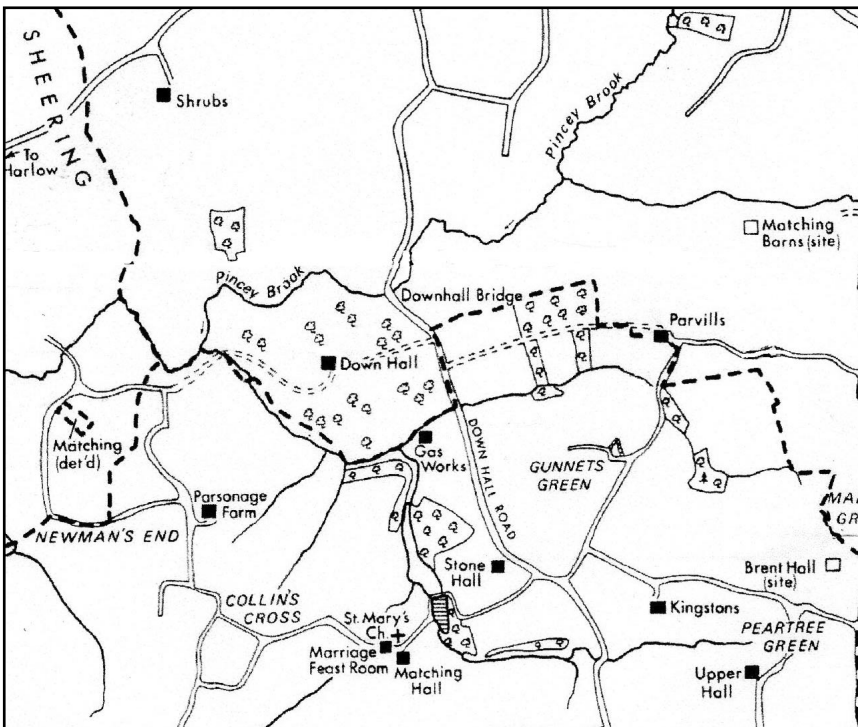 SHEERING
To
Harlow
Shrubs
Pincey Brook
Matching
Barns (site)
Pincey Brook
Downhall Bridge
Parvills
Down Hall
Matching
(det'd)
DOWN HALL ROAD
Gas
Works
GUNNETS
GREEN
Parsonage
Farm
NEWMAN'S END
Stone
Hall
Brent Hall
(site)
COLLIN'S
CROSS
St. Mary's
Ch.
Marriage
Feast Room
Matching
Hall
Kingstons
PEARTREE
GREEN
Upper
Hall